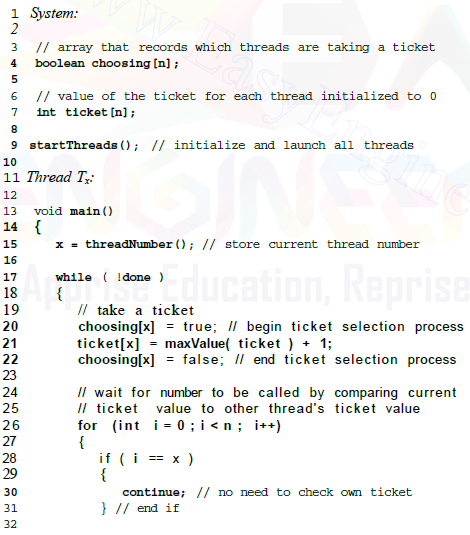 1 System:
2
3 // array that records which threads are taking a ticket
4 boolean choosing[n];
5
6 // value of the ticket for each thread initialized to 0
7 int ticket[n];
8
9 startThreads(); // initialize and launch all threads
10
11 Thread Tx:
12
13 void main()
14 {
15 x = threadNumber(); // store current thread number
16
17 while ( !done )
18 {
19 // take a ticket
20 choosing[x] = true; // begin ticket selection process
21 ticket[x] = maxValue( ticket ) + 1;
22 choosing[x] = false; // end ticket selection process
23
24 // wait for number to be called by comparing current
25 // ticket value to other thread's ticket value
26 for (int i = 0 ; i < n ; i++)
27 {
28 if ( i == x )
29 {
30 continue; // no need to check own ticket
31 } // end if
32